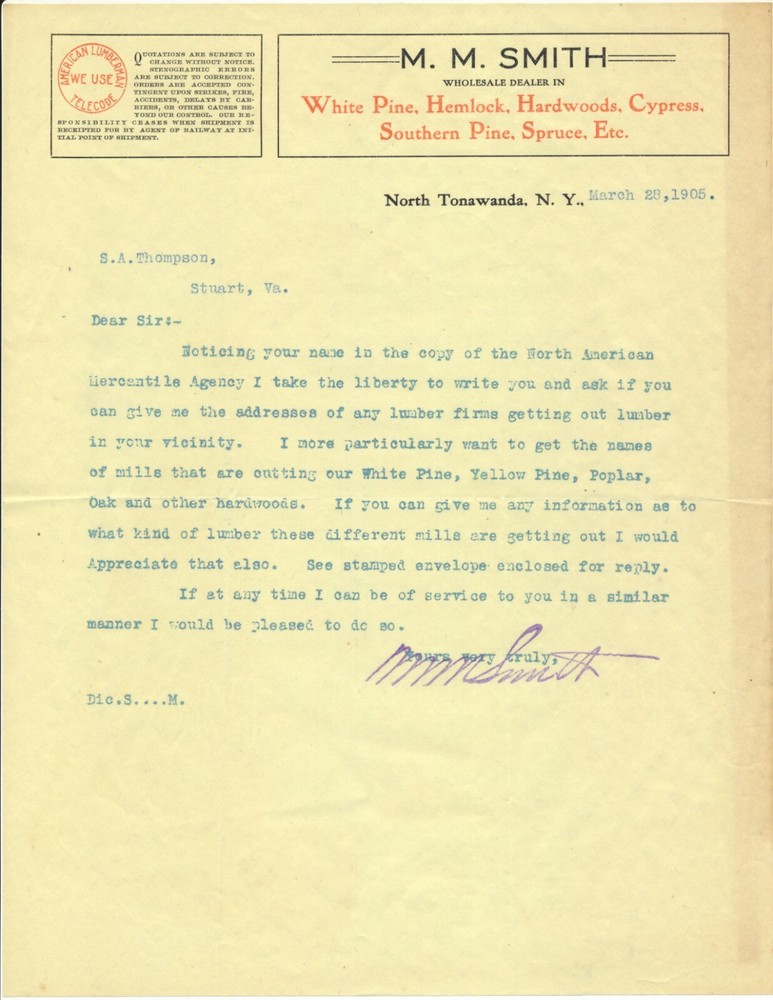 AMERICAN LUMBERMAN
WE USE
TELECODE
QUOTATIONS ARE SUBJECT TO
CHANGE WITHOUT NOTICE.
STENOGRAPHIC ERRORS
ARE SUBJECT TO CORRECTION.
ORDERS ARE ACCEPTED CON-
TINGENT UPON STRIKES, FIRE,
ACCIDENTS, DELAYS BY CAR-
RIERS, OR OTHER CAUSES BE-
YOND OUR CONTROL. OUR RE-
SPONSIBILITY CEASES WHEN SHIPMENT IS
RECEIPTED FOR BY AGENT OF RAILWAY AT INI-
TIAL POINT OF SHIPMENT.
M. M. SMITH
WHOLESALE DEALER IN
White Pine, Hemlock, Hardwoods, Cypress,
Southern Pine, Spruce, Etc.
North Tonawanda, N. Y., March 28,1905.
S.A.Thompson,
Stuart, Va.
Dear Sir:-
Noticing your name in the copy of the North American
Mercantile Agency I take the liberty to write you and ask if you
can give me the addresses of any lumber firms getting out lumber
in your vicinity. I more particularly want to get the names
of mills that are cutting our White Pine, Yellow Pine, Poplar,
Oak and other hardwoods. If you can give me any information as to
what kind of lumber these different mills are getting out I would
Appreciate that also. See stamped envelope enclosed for reply.
If at any time I can be of service to you in a similar
manner I would be pleased to do so.
Yours very truly,
M M Smith
Dic.S....M.